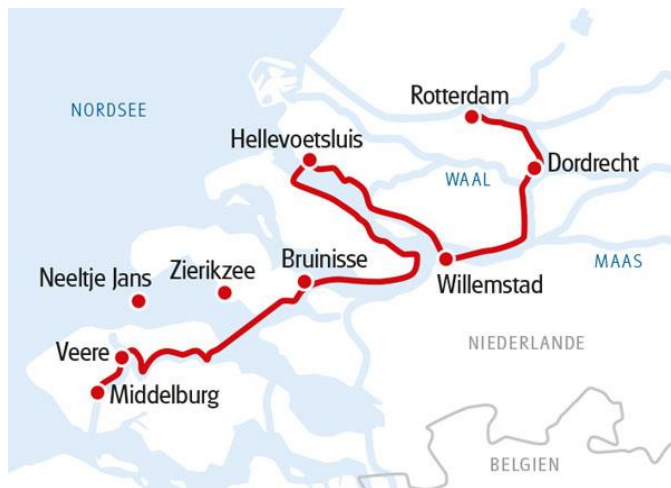 NORDSEE
Rotterdam
Hellevoetsluis
Dordrecht
WAAL
Zierikzee
Bruinisse
Neeltje Jans
Willemstad
MAAS
Veere
NIEDERLANDE
Middelburg
BELGIEN